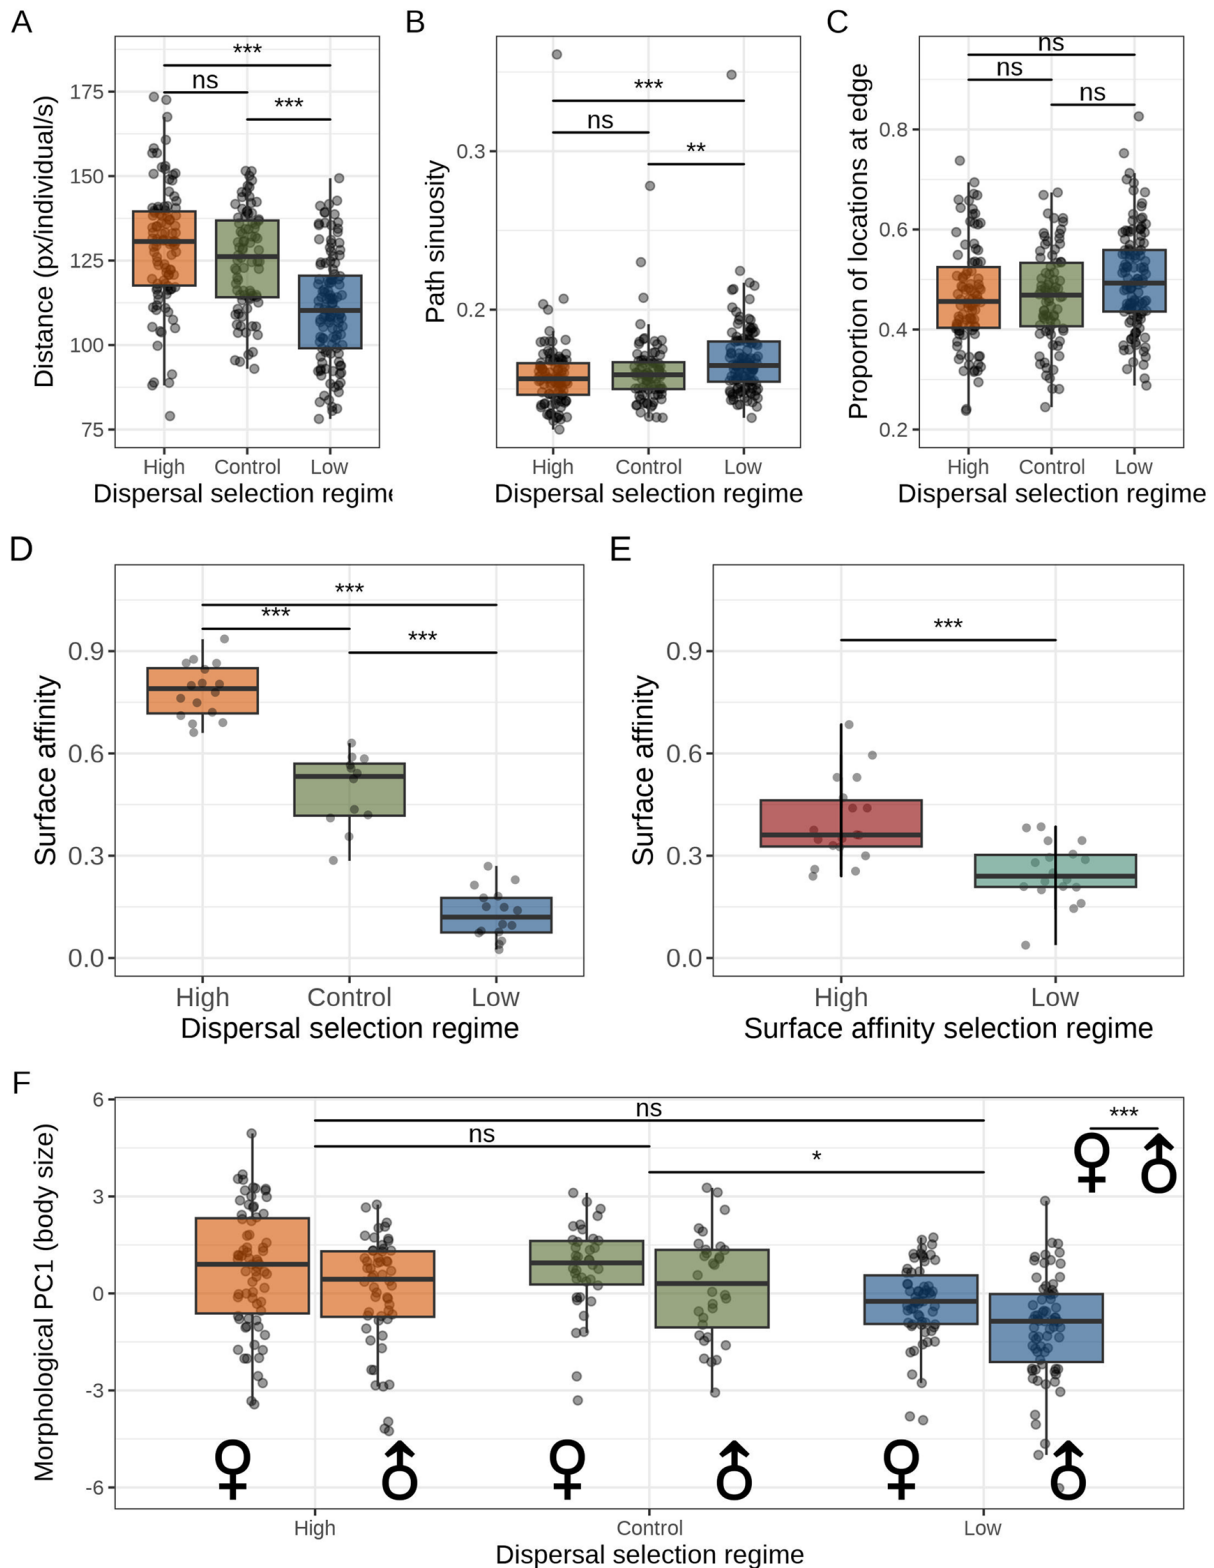 A
B
C
***
ns
***
***
ns
**
ns
ns
ns
Distance (px/individual/s)
175
150
125
100
75
Path sinuosity
0.3
0.2
Proportion of locations at edge
0.8
0.6
0.4
0.2
High Control Low
High Control Low
High Control Low
Dispersal selection regime
Dispersal selection regime
Dispersal selection regime
D
E
***
***
***
***
Surface affinity
0.9
0.6
0.3
0.0
Surface affinity
0.9
0.6
0.3
0.0
High Control Low
High Low
Dispersal selection regime
Surface affinity selection regime
F
ns
ns
*
***
♀ ♂
Morphological PC1 (body size)
6
3
0
-3
-6
♀ ♂ ♀ ♂ ♀ ♂
High Control Low
Dispersal selection regime